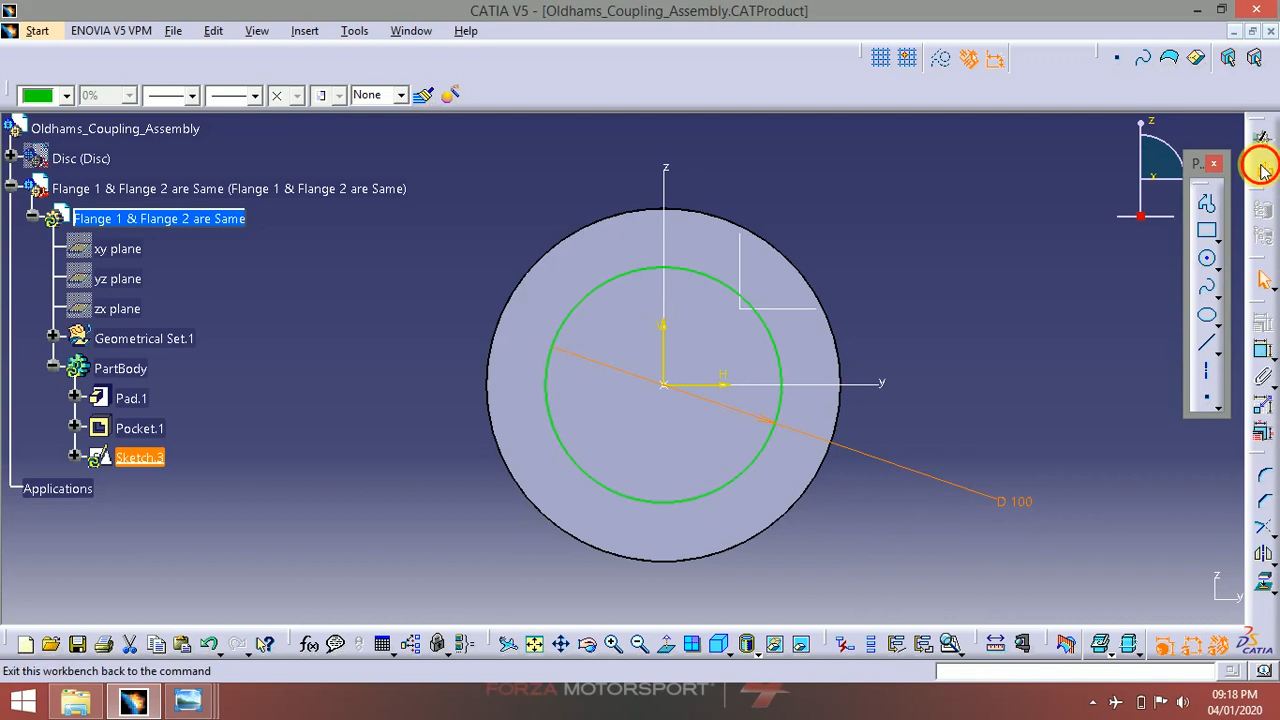 CATIA V5 - [Oldhams_Coupling_Assembly.CATProduct]
Start ENOVIA V5 VPM File Edit View Insert Tools Window Help
0% None
Oldhams_Coupling_Assembly
Disc (Disc)
Flange 1 & Flange 2 are Same (Flange 1 & Flange 2 are Same)
Flange 1 & Flange 2 are Same
xy plane
yz plane
zx plane
Geometrical Set.1
PartBody
Pad.1
Pocket.1
Sketch.3
Applications
z
y
H
D 100
z
x
P...
z
y
f(x)
CATIA
Exit this workbench back to the command
FORZA MOTORSORT
09:18 PM
04/01/2020